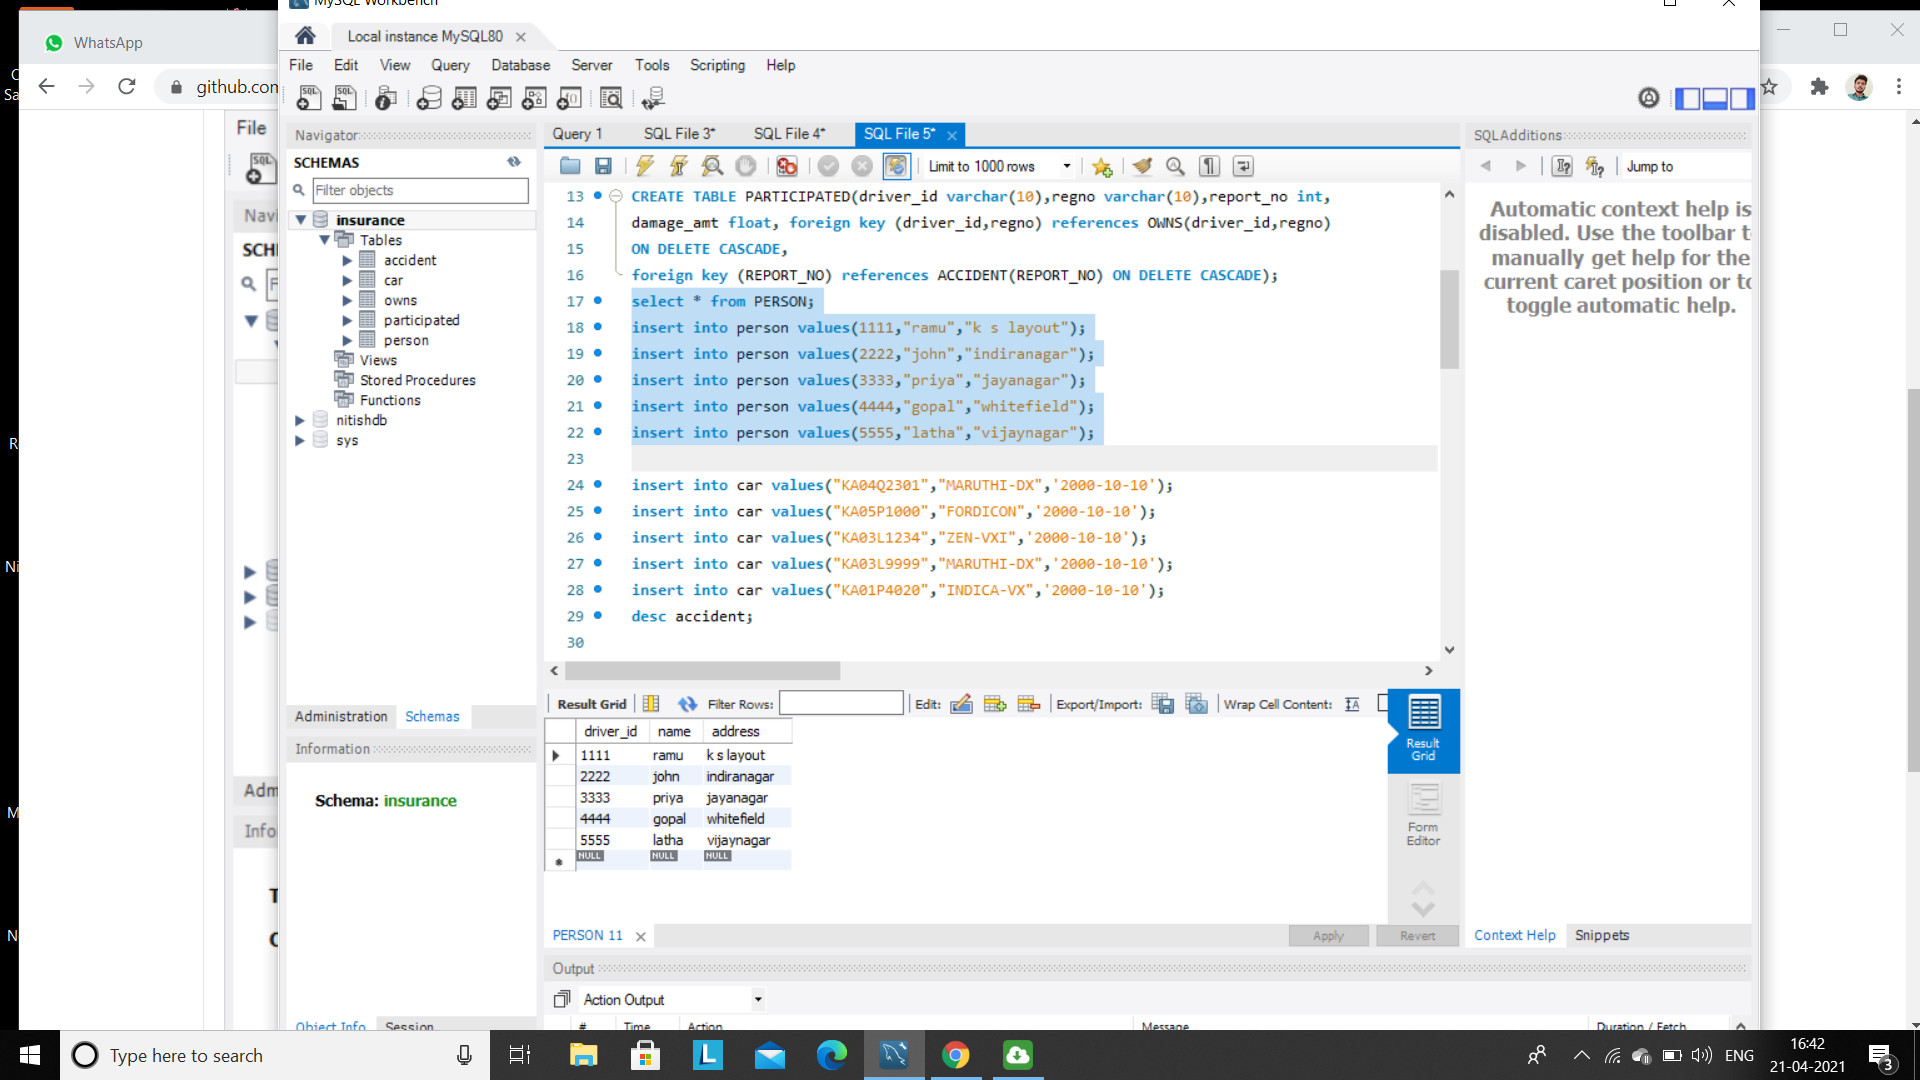 MySQL Workbench
WhatsApp
Local instance MySQL80
File Edit View Query Database Server Tools Scripting Help
github.com
File
Navigator
Query 1 SQL File 3* SQL File 4* SQL File 5*
SQLAdditions
SCHEMAS
Limit to 1000 rows
Jump to
Filter objects
insurance
Tables
accident
car
owns
participated
person
Views
Stored Procedures
Functions
nitishdb
sys
13 CREATE TABLE PARTICIPATED(driver_id varchar(10),regno varchar(10),report_no int,
14 damage_amt float, foreign key (driver_id,regno) references OWNS(driver_id,regno)
15 ON DELETE CASCADE,
16 foreign key (REPORT_NO) references ACCIDENT(REPORT_NO) ON DELETE CASCADE);
17 select * from PERSON;
18 insert into person values(1111,"ramu","k s layout");
19 insert into person values(2222,"john","indiranagar");
20 insert into person values(3333,"priya","jayanagar");
21 insert into person values(4444,"gopal","whitefield");
22 insert into person values(5555,"latha","vijaynagar");
23
24 insert into car values("KA04Q2301","MARUTHI-DX",'2000-10-10');
25 insert into car values("KA05P1000","FORDICON",'2000-10-10');
26 insert into car values("KA03L1234","ZEN-VXI",'2000-10-10');
27 insert into car values("KA03L9999","MARUTHI-DX",'2000-10-10');
28 insert into car values("KA01P4020","INDICA-VX",'2000-10-10');
29 desc accident;
30
Automatic context help is
disabled. Use the toolbar t
manually get help for the
current caret position or to
toggle automatic help.
Administration Schemas
Information
Schema: insurance
Result Grid Filter Rows: Edit: Export/Import: Wrap Cell Content:
driver_id name address
1111 ramu k s layout
2222 john indiranagar
3333 priya jayanagar
4444 gopal whitefield
5555 latha vijaynagar
NULL NULL NULL
Result
Grid
Form
Editor
PERSON 11
Apply Revert
Context Help Snippets
Output
Action Output
Object Info Session
# Time Action Message Duration / Fetch
Navi
SCH
Adm
Info
Type here to search
ENG
16:42
21-04-2021
3